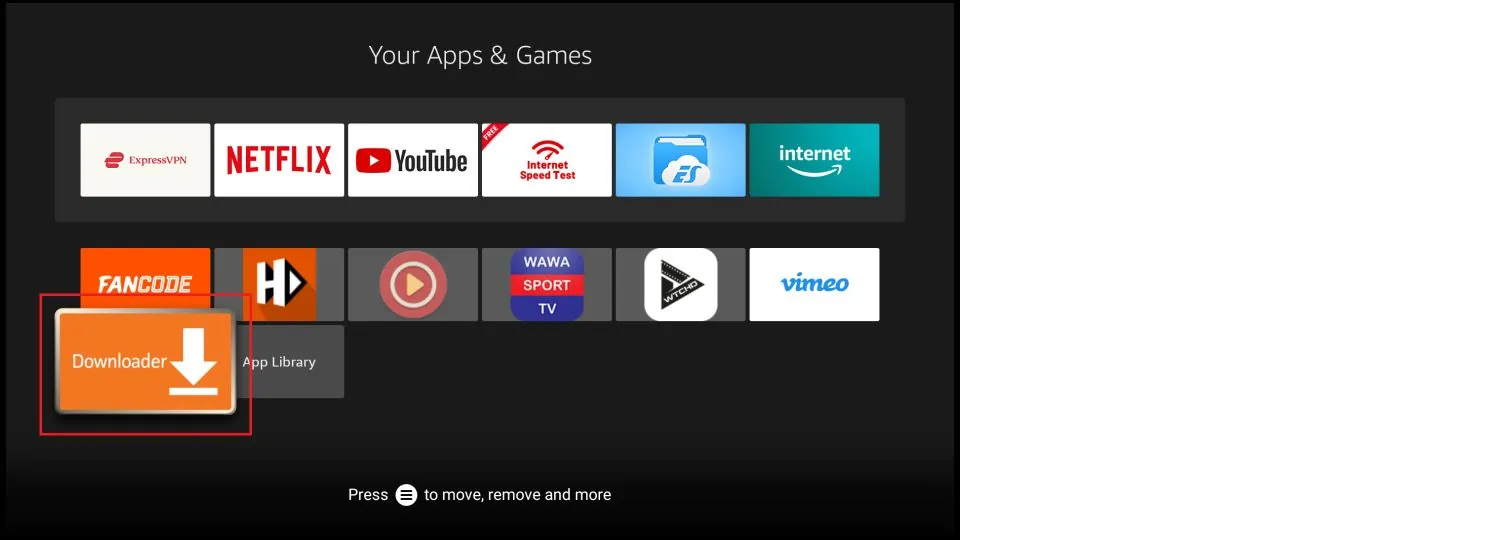 Your Apps & Games
ExpressVPN
NETFLIX
YouTube
FREE
Internet
Speed Test
ES
internet
FANCODE
HD
WAWA
SPORT
TV
WTCHD
vimeo
Downloader
App Library
Press to move, remove and more